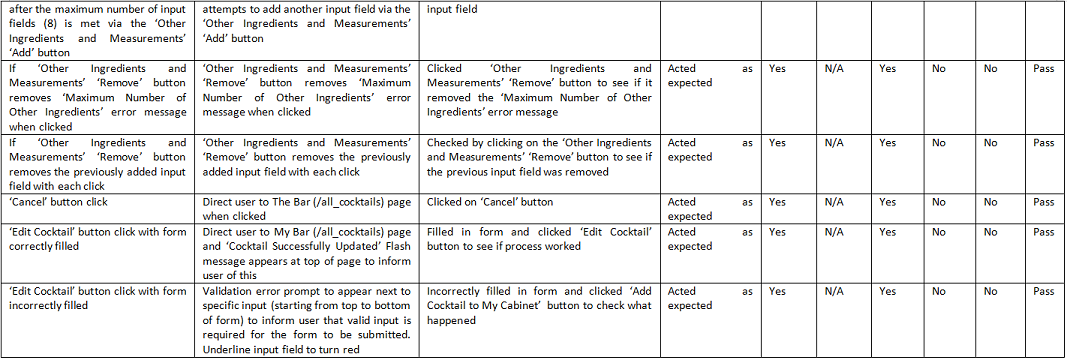 after the maximum number of input
fields (8) is met via the ‘Other
Ingredients and Measurements’
‘Add’ button
attempts to add another input field via the
‘Other Ingredients and Measurements’
‘Add’ button
input field
If ‘Other Ingredients and
Measurements’ ‘Remove’ button
removes ‘Maximum Number of
Other Ingredients’ error message
when clicked
‘Other Ingredients and Measurements’
‘Remove’ button removes ‘Maximum
Number of Other Ingredients’ error
message when clicked
Clicked ‘Other Ingredients and
Measurements’ ‘Remove’ button to see if it
removed the ‘Maximum Number of Other
Ingredients’ error message
Acted as
expected
Yes
N/A
Yes
No
No
Pass
If ‘Other Ingredients and
Measurements’ ‘Remove’ button
removes the previously added input
field with each click
‘Other Ingredients and Measurements’
‘Remove’ button removes the previously
added input field with each click
Checked by clicking on the ‘Other Ingredients
and Measurements’ ‘Remove’ button to see if
the previous input field was removed
Acted as
expected
Yes
N/A
Yes
No
No
Pass
‘Cancel’ button click
Direct user to The Bar (/all_cocktails) page
when clicked
Clicked on ‘Cancel’ button
Acted as
expected
Yes
N/A
Yes
No
No
Pass
‘Edit Cocktail’ button click with form
correctly filled
Direct user to My Bar (/all_cocktails) page
and ‘Cocktail Successfully Updated’ Flash
message appears at top of page to inform
user of this
Filled in form and clicked ‘Edit Cocktail’
button to see if process worked
Acted as
expected
Yes
N/A
Yes
No
No
Pass
‘Edit Cocktail’ button click with form
incorrectly filled
Validation error prompt to appear next to
specific input (starting from top to bottom
of form) to inform user that valid input is
required for the form to be submitted.
Underline input field to turn red
Incorrectly filled in form and clicked ‘Add
Cocktail to My Cabinet’ button to check what
happened
Acted as
expected
Yes
N/A
Yes
No
No
Pass